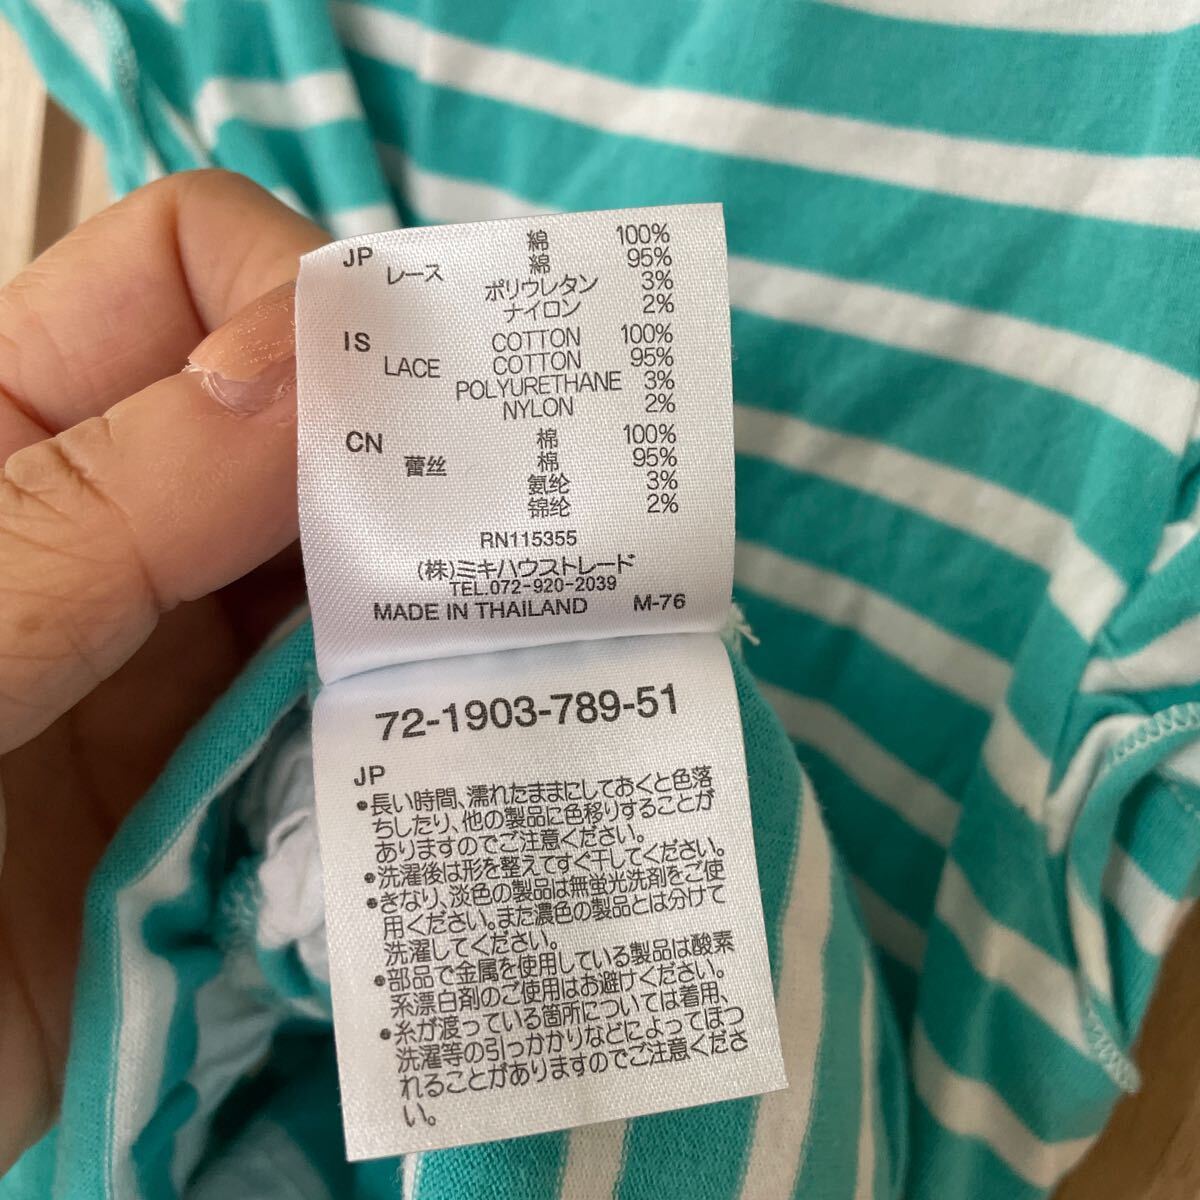 JP 綿 100%
レース 綿 95%
ポリウレタン 3%
ナイロン 2%
IS COTTON 100%
LACE COTTON 95%
POLYURETHANE 3%
NYLON 2%
CN 棉 100%
蕾丝 棉 95%
氨纶 3%
锦纶 2%
RN115355
(株)ミキハウストレード
TEL.072-920-2039
MADE IN THAILAND M-76
72-1903-789-51
JP
•長い時間、濡れたままにしておくと色落
ちしたり、他の製品に色移りすることが
ありますのでご注意ください。
•洗濯後は形を整えてすぐ干してください。
•きなり、淡色の製品は無蛍光洗剤をご使
用ください。また濃色の製品とは分けて
洗濯してください。
•部品で金属を使用している製品は酸素
系漂白剤のご使用はお避けください。
•糸が渡っている箇所については着用、
洗濯等の引っかかりなどによってほつ
れることがありますのでご注意くださ
い。